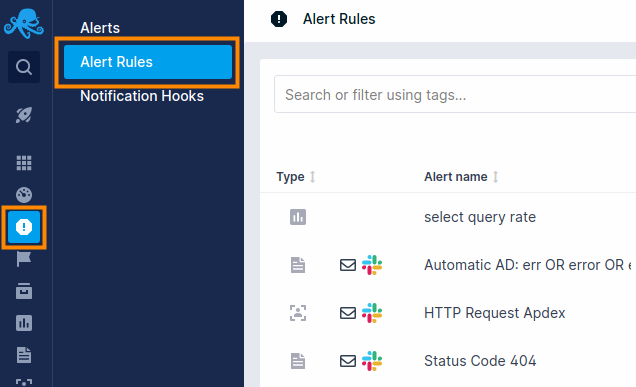 Alerts
Alert Rules
Notification Hooks
Alert Rules
Search or filter using tags...
Type Alert name
select query rate
Automatic AD: err OR error OR e
HTTP Request Apdex
Status Code 404